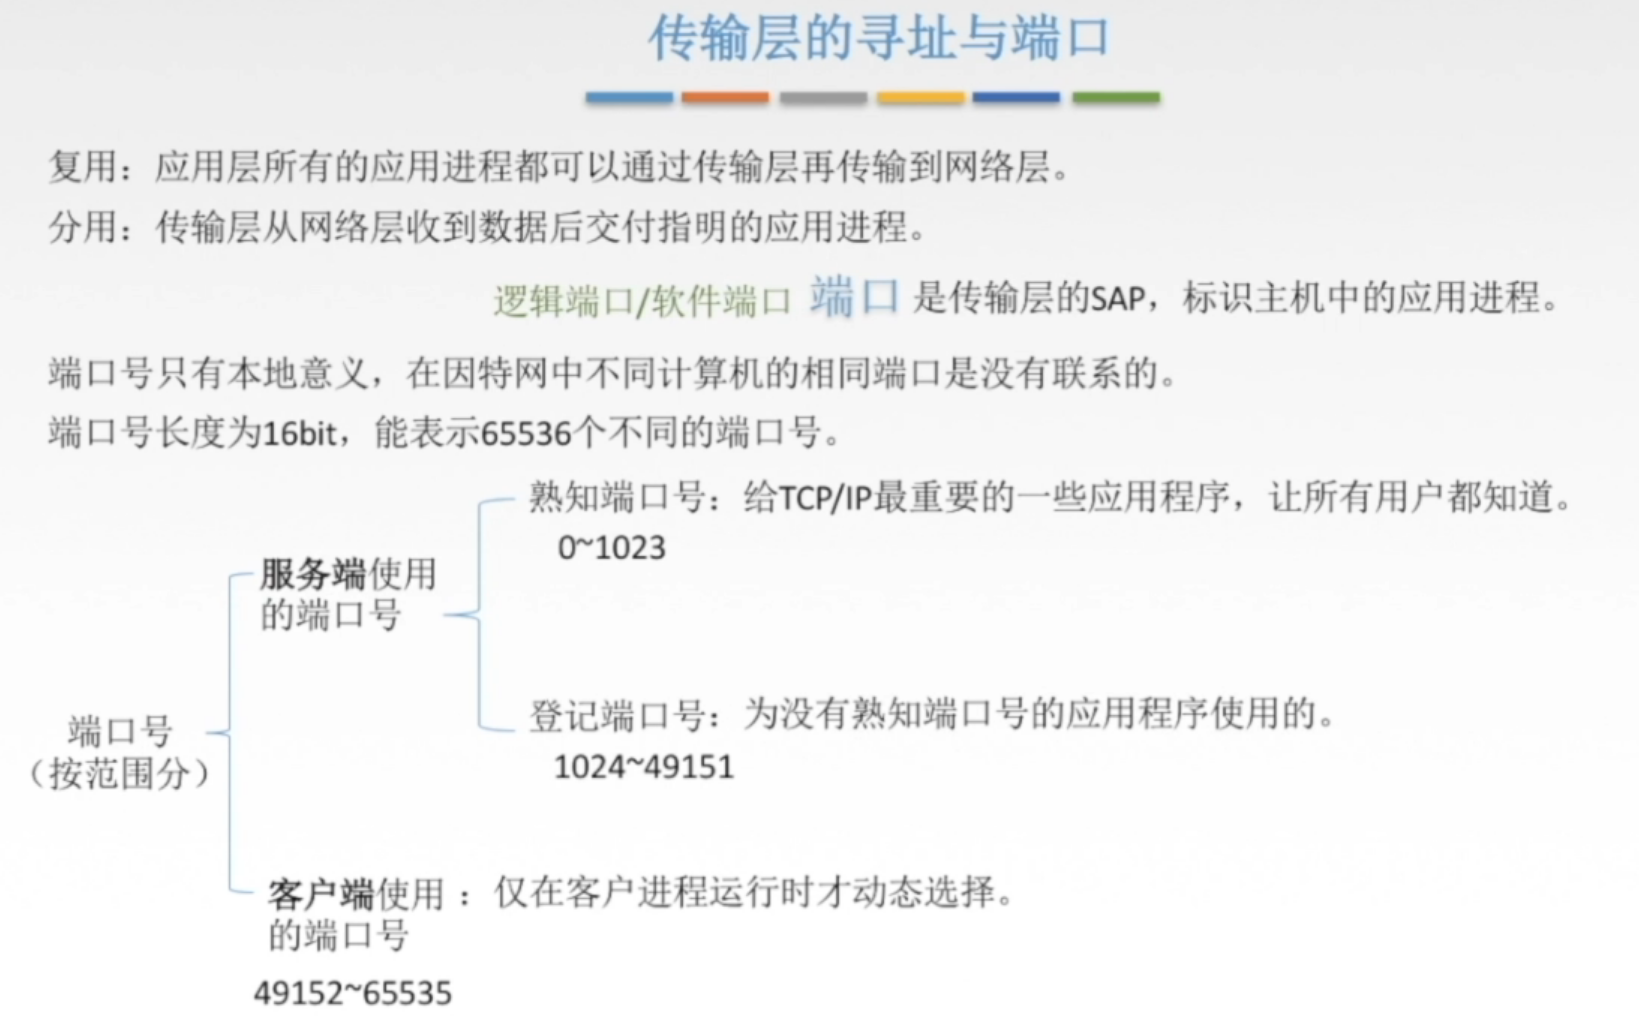 传输层的寻址与端口
复用：应用层所有的应用进程都可以通过传输层再传输到网络层。
分用：传输层从网络层收到数据后交付指明的应用进程。
逻辑端口/软件端口 端口 是传输层的SAP，标识主机中的应用进程。
端口号只有本地意义，在因特网中不同计算机的相同端口是没有联系的。
端口号长度为16bit，能表示65536个不同的端口号。
熟知端口号：给TCP/IP最重要的一些应用程序，让所有用户都知道。
0~1023
服务端使用
的端口号
登记端口号：为没有熟知端口号的应用程序使用的。
1024~49151
端口号
（按范围分）
客户端使用：仅在客户进程运行时才动态选择。
的端口号
49152~65535